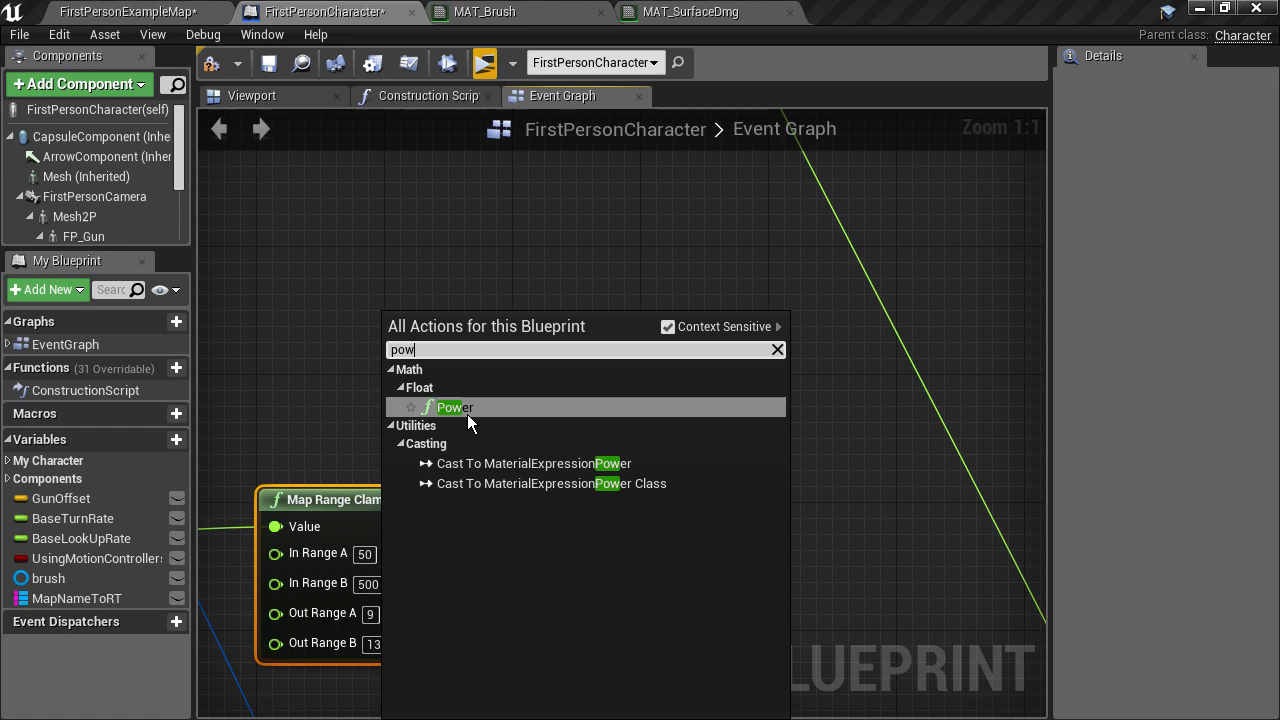 FirstPersonExampleMap*
FirstPersonCharacter*
MAT_Brush
MAT_SurfaceDmg
File Edit Asset View Debug Window Help
Parent class: Character
Components
Details
+Add Component
FirstPersonCharacter
FirstPersonCharacter(self)
CapsuleComponent (Inhe
ArrowComponent (Inher
Mesh (Inherited)
FirstPersonCamera
Mesh2P
FP_Gun
Viewport
Construction Scrip
Event Graph
FirstPersonCharacter > Event Graph
Zoom 1:1
My Blueprint
+Add New
Searc
Graphs
EventGraph
Functions (31 Overridable)
ConstructionScript
Macros
Variables
My Character
Components
GunOffset
BaseTurnRate
BaseLookUpRate
UsingMotionControllers
brush
MapNameToRT
Event Dispatchers
All Actions for this Blueprint
Context Sensitive
pow
Math
Float
Power
Utilities
Casting
Cast To MaterialExpressionPower
Cast To MaterialExpressionPower Class
Map Range Clam
Value
In Range A 50
In Range B 500
Out Range A 9
Out Range B 13
LUEPRINT